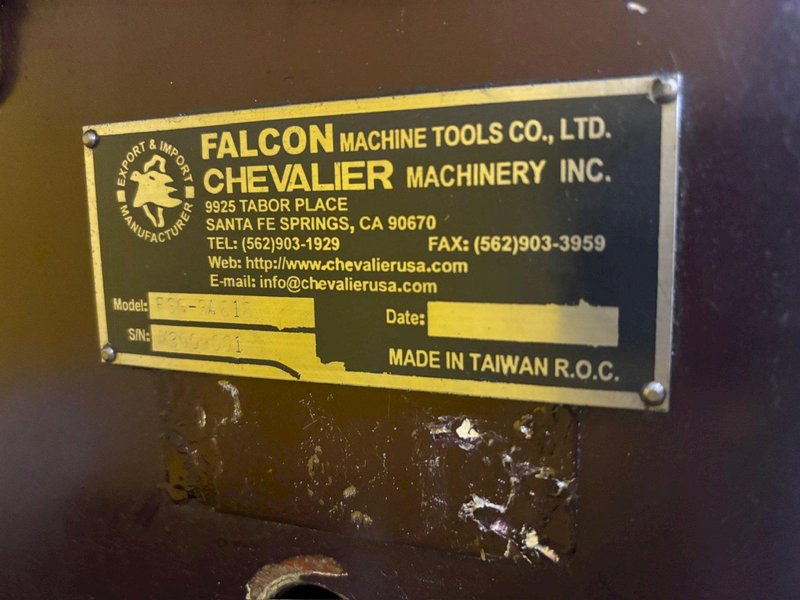 EXPORT & IMPORT
MANUFACTURER
FALCON MACHINE TOOLS CO., LTD.
CHEVALIER MACHINERY INC.
9925 TABOR PLACE
SANTA FE SPRINGS, CA 90670
TEL: (562)903-1929 FAX: (562)903-3959
Web: http://www.chevalierusa.com
E-mail: info@chevalierusa.com
Model:
Date:
S/N:
MADE IN TAIWAN R.O.C.